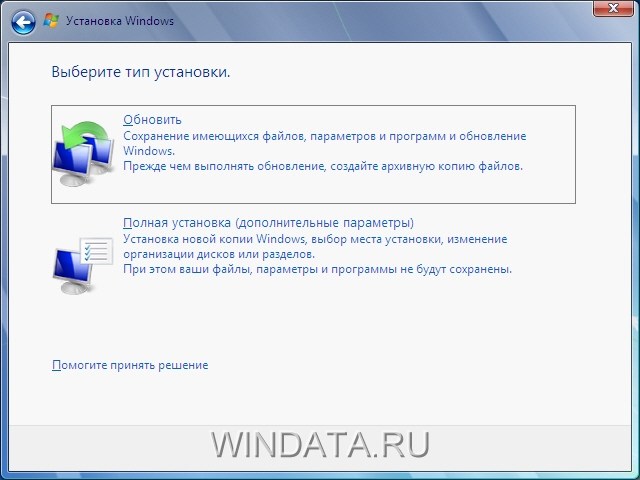 Установка Windows
Выберите тип установки.
Обновить
Сохранение имеющихся файлов, параметров и программ и обновление
Windows.
Прежде чем выполнять обновление, создайте архивную копию файлов.
Полная установка (дополнительные параметры)
Установка новой копии Windows, выбор места установки, изменение
организации дисков или разделов.
При этом ваши файлы, параметры и программы не будут сохранены.
Помогите принять решение
WINDATA.RU